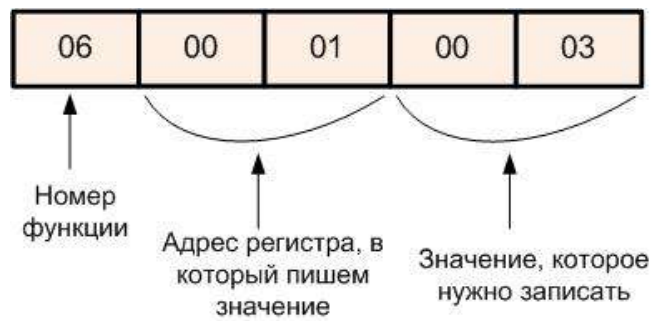 06 00 01 00 03
Номер
функции
Адрес регистра, в
который пишем
значение
Значение, которое
нужно записать